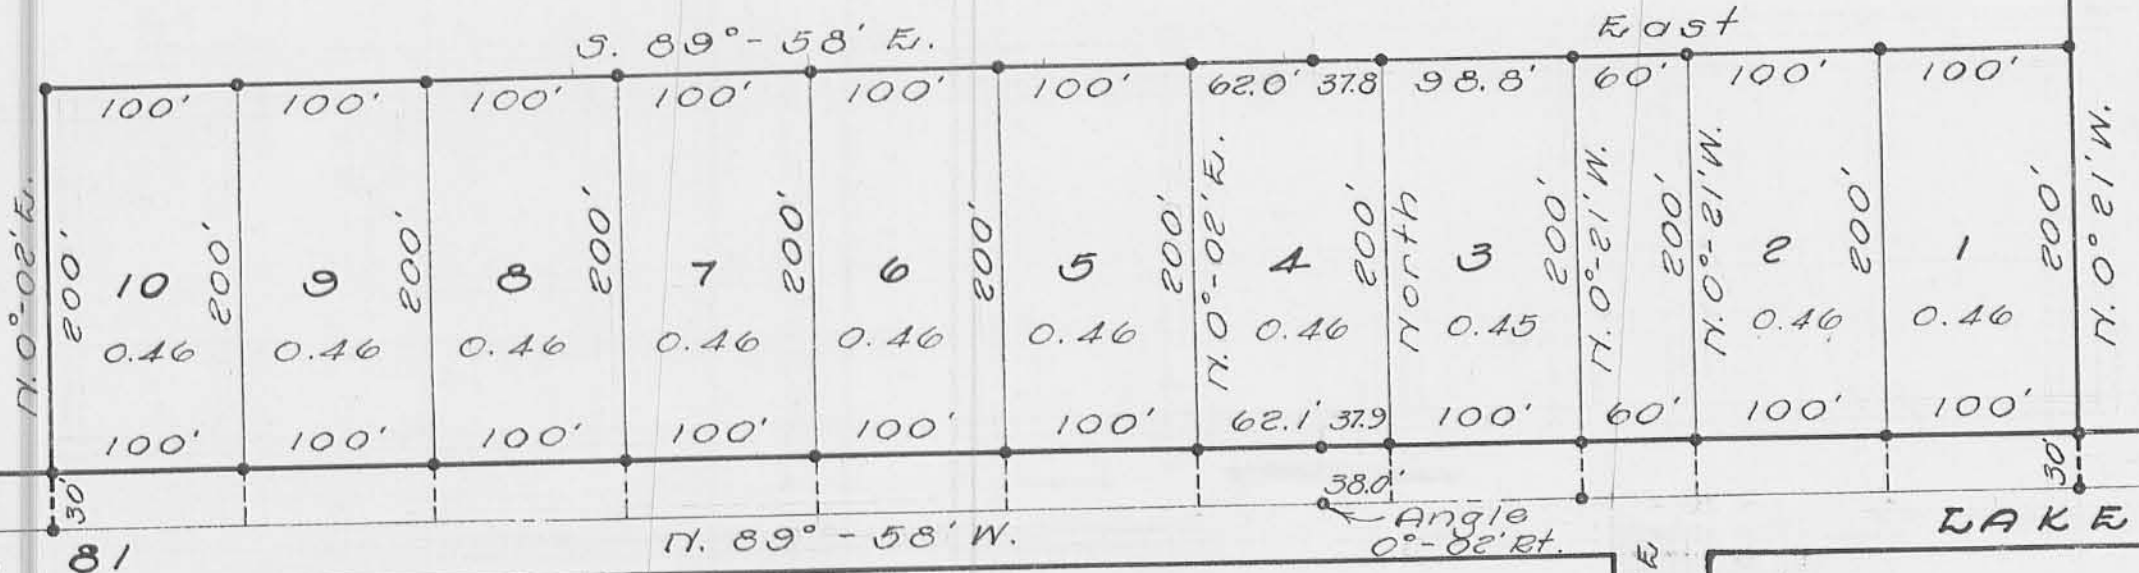 S. 89°- 58' E.
East
100' 100' 100' 100' 100' 100' 62.0' 37.8 98.8' 60' 100' 100'
N. 0°-02' E.
200'
200'
200'
200'
200'
200'
200'
N. 0°-02' E.
200'
North
200'
N. 0°-12' W.
200'
N. 0°-12' W.
200'
200'
N. 0° 12' W.
10 9 8 7 6 5 4 3 2 1
0.46 0.46 0.46 0.46 0.46 0.46 0.46 0.45 0.46 0.46
100' 100' 100' 100' 100' 100' 62.1' 37.9 100' 60' 100' 100'
30'
38.0'
30'
N. 89° - 58' W.
Angle
0°-02' Rt.
LAKE
81
E